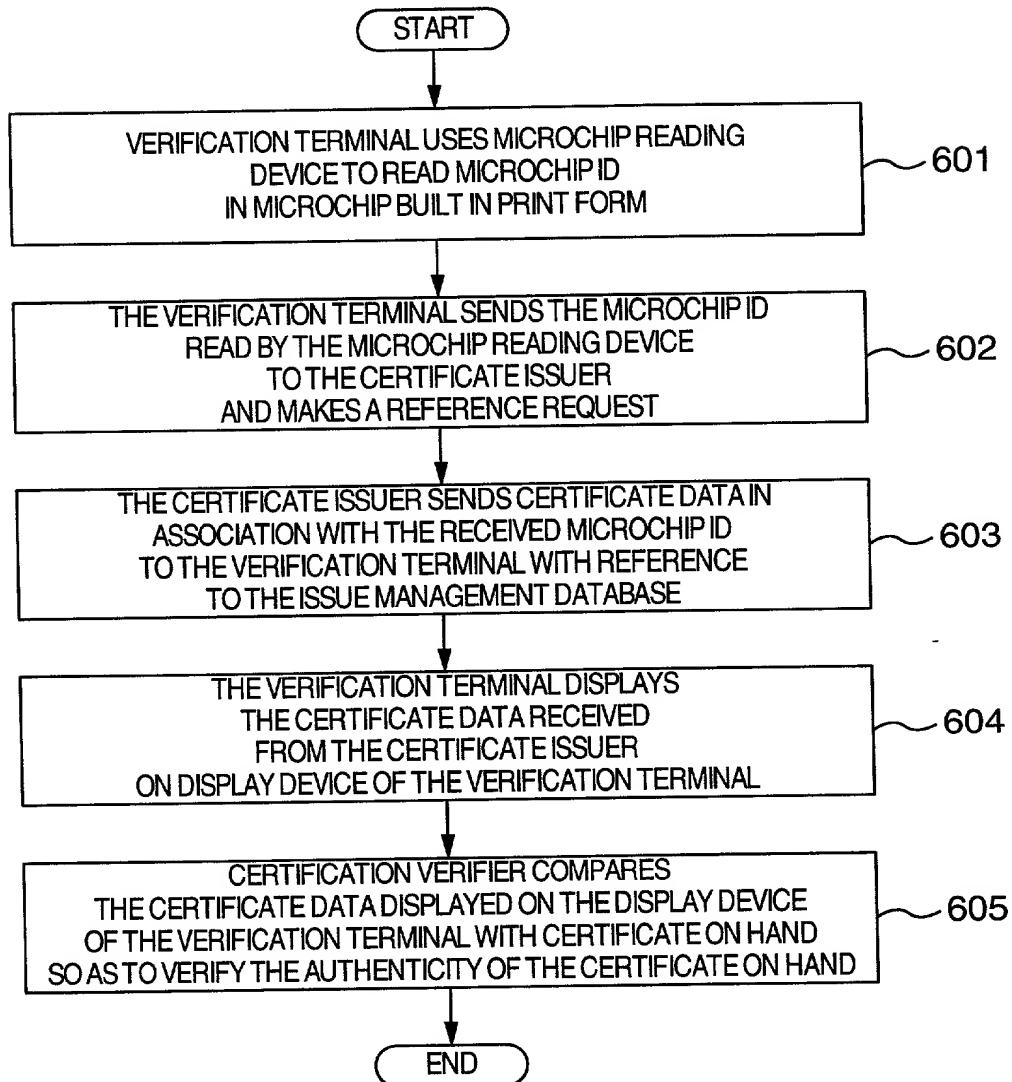 START
VERIFICATION TERMINAL USES MICROCHIP READING
DEVICE TO READ MICROCHIP ID
IN MICROCHIP BUILT IN PRINT FORM
601
THE VERIFICATION TERMINAL SENDS THE MICROCHIP ID
READ BY THE MICROCHIP READING DEVICE
TO THE CERTIFICATE ISSUER
AND MAKES A REFERENCE REQUEST
602
THE CERTIFICATE ISSUER SENDS CERTIFICATE DATA IN
ASSOCIATION WITH THE RECEIVED MICROCHIP ID
TO THE VERIFICATION TERMINAL WITH REFERENCE
TO THE ISSUE MANAGEMENT DATABASE
603
THE VERIFICATION TERMINAL DISPLAYS
THE CERTIFICATE DATA RECEIVED
FROM THE CERTIFICATE ISSUER
ON DISPLAY DEVICE OF THE VERIFICATION TERMINAL
604
CERTIFICATION VERIFIER COMPARES
THE CERTIFICATE DATA DISPLAYED ON THE DISPLAY DEVICE
OF THE VERIFICATION TERMINAL WITH CERTIFICATE ON HAND
SO AS TO VERIFY THE AUTHENTICITY OF THE CERTIFICATE ON HAND
605
END